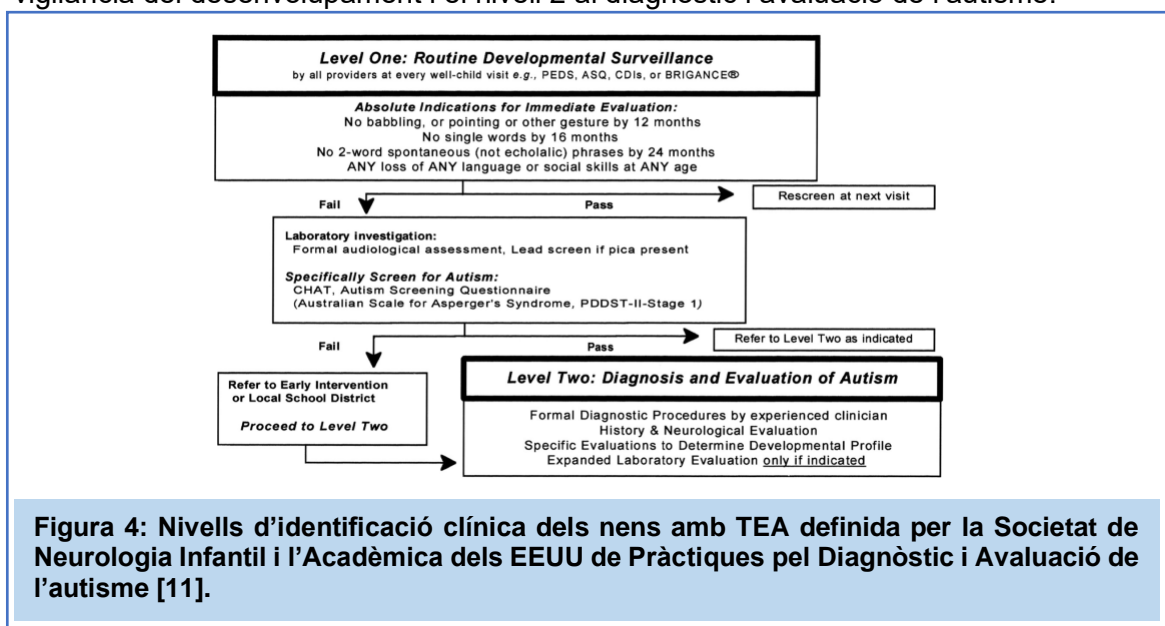 vigilància del desenvolupament i el nivell 2 al diagnòstic i avaluació de l'autisme.
Level One: Routine Developmental Surveillance
by all providers at every well-child visit e.g., PEDS, ASQ, CDIs, or BRIGANCE®
Absolute Indications for Immediate Evaluation:
No babbling, or pointing or other gesture by 12 months
No single words by 16 months
No 2-word spontaneous (not echolalic) phrases by 24 months
ANY loss of ANY language or social skills at ANY age
Fail
Pass
Rescreen at next visit
Laboratory investigation:
Formal audiological assessment, Lead screen if pica present
Specifically Screen for Autism:
CHAT, Autism Screening Questionnaire
(Australian Scale for Asperger's Syndrome, PDDST-II-Stage 1)
Fail
Pass
Refer to Level Two as indicated
Refer to Early Intervention
or Local School District
Proceed to Level Two
Level Two: Diagnosis and Evaluation of Autism
Formal Diagnostic Procedures by experienced clinician
History & Neurological Evaluation
Specific Evaluations to Determine Developmental Profile
Expanded Laboratory Evaluation only if indicated
Figura 4: Nivells d'identificació clínica dels nens amb TEA definida per la Societat de
Neurologia Infantil i l'Acadèmica dels EEUU de Pràctiques pel Diagnòstic i Avaluació de
l'autisme [11].